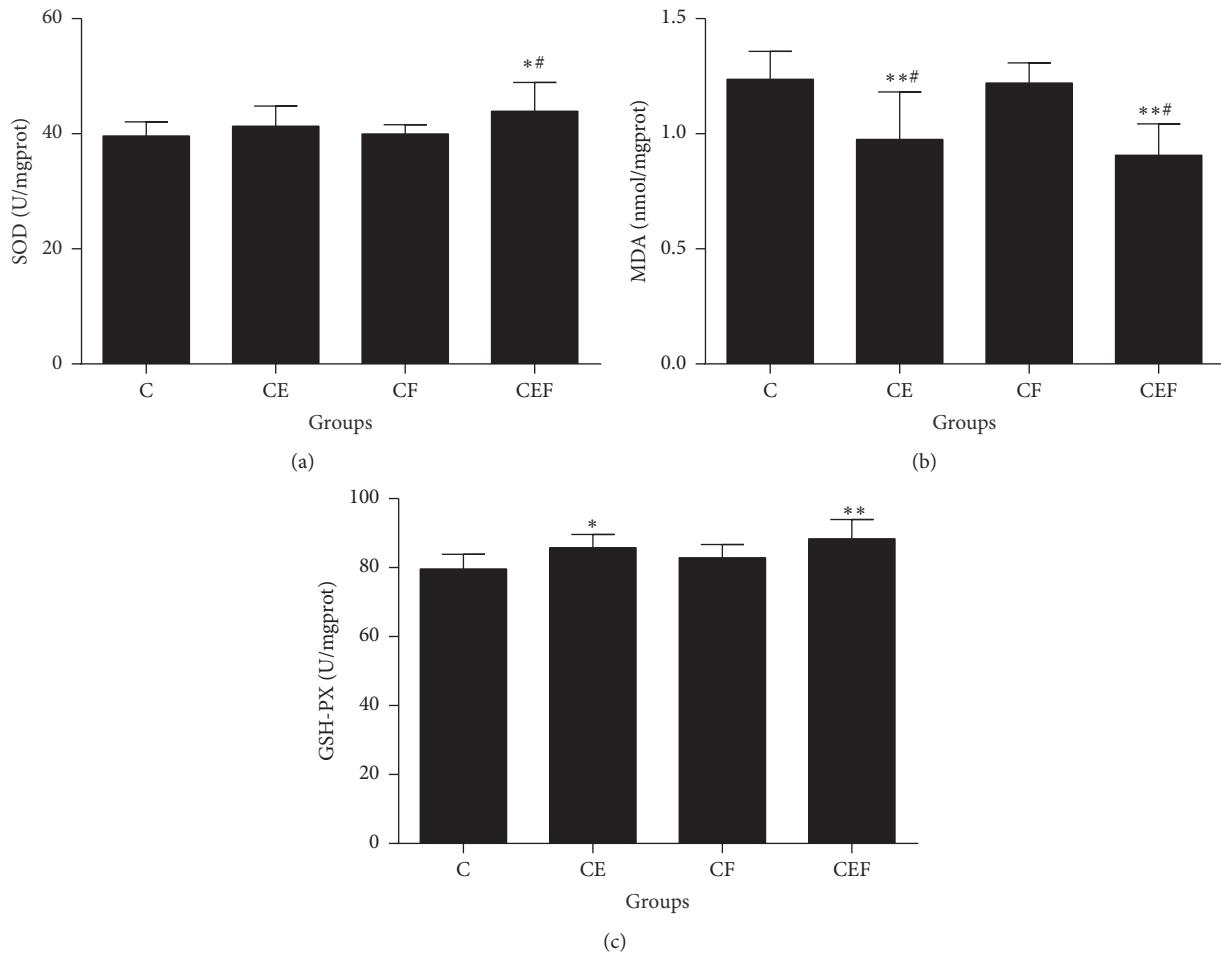 SOD (U/mgprot)
60
40
20
0
*#
C CE CF CEF
Groups
(a)
MDA (nmol/mgprot)
1.5
1.0
0.5
0.0
**#
**#
C CE CF CEF
Groups
(b)
GSH-PX (U/mgprot)
100
80
60
40
20
0
*
**
C CE CF CEF
Groups
(c)